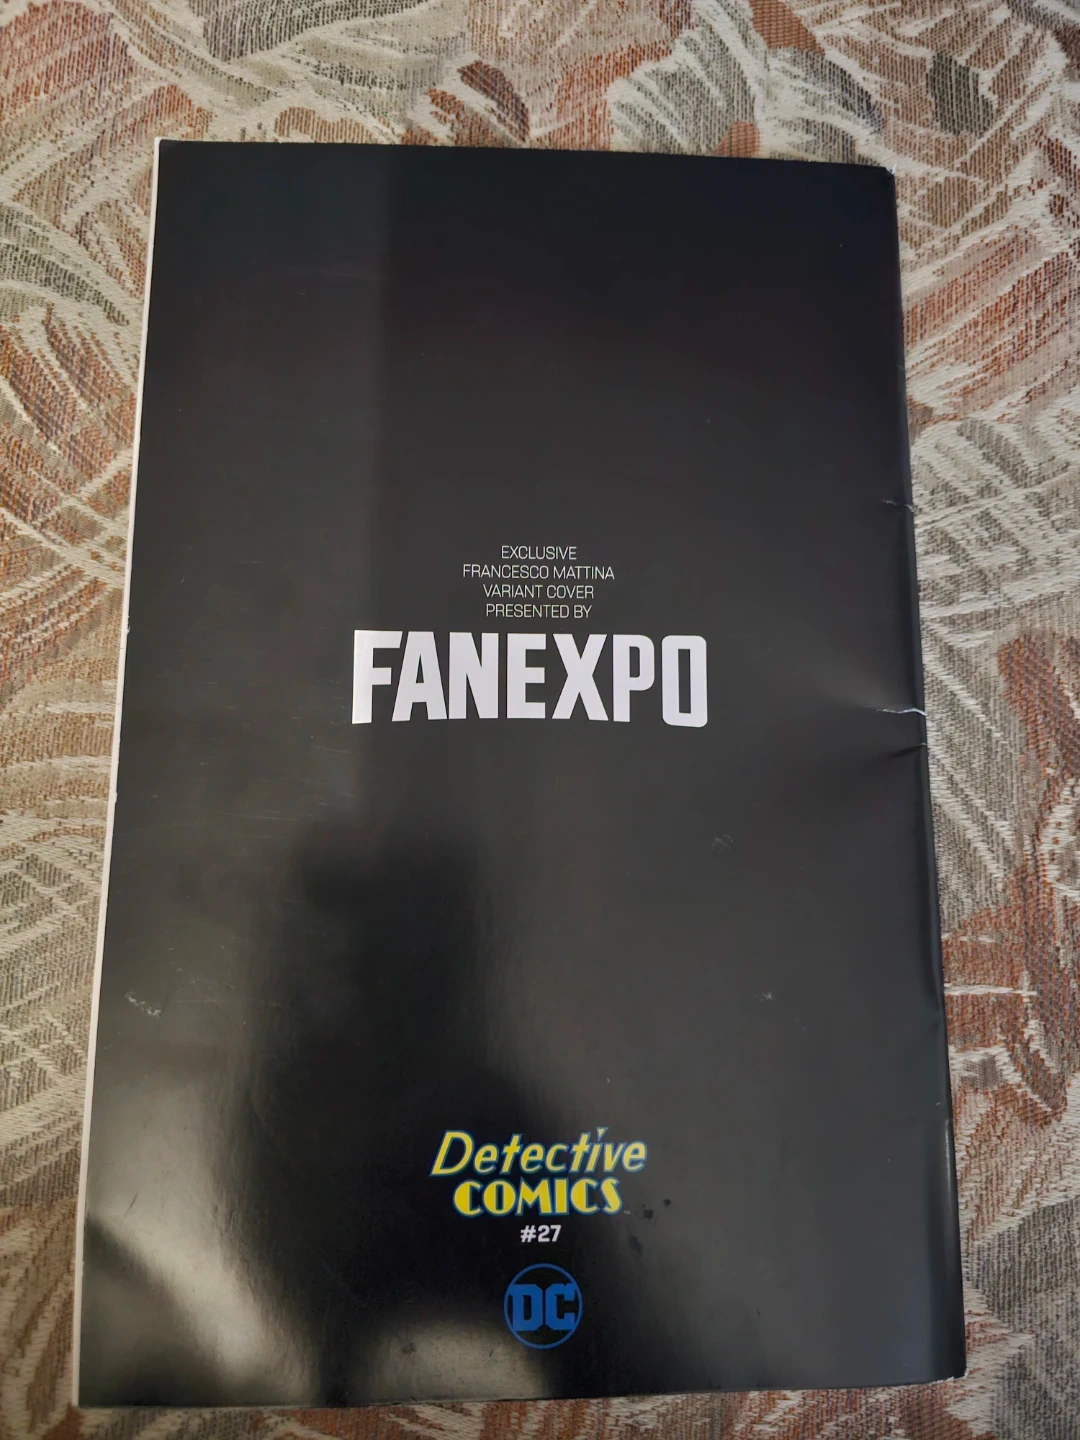 EXCLUSIVE
FRANCESCO MATTINA
VARIANT COVER
PRESENTED BY
FANEXPO
Detective
COMICS
#27
DC